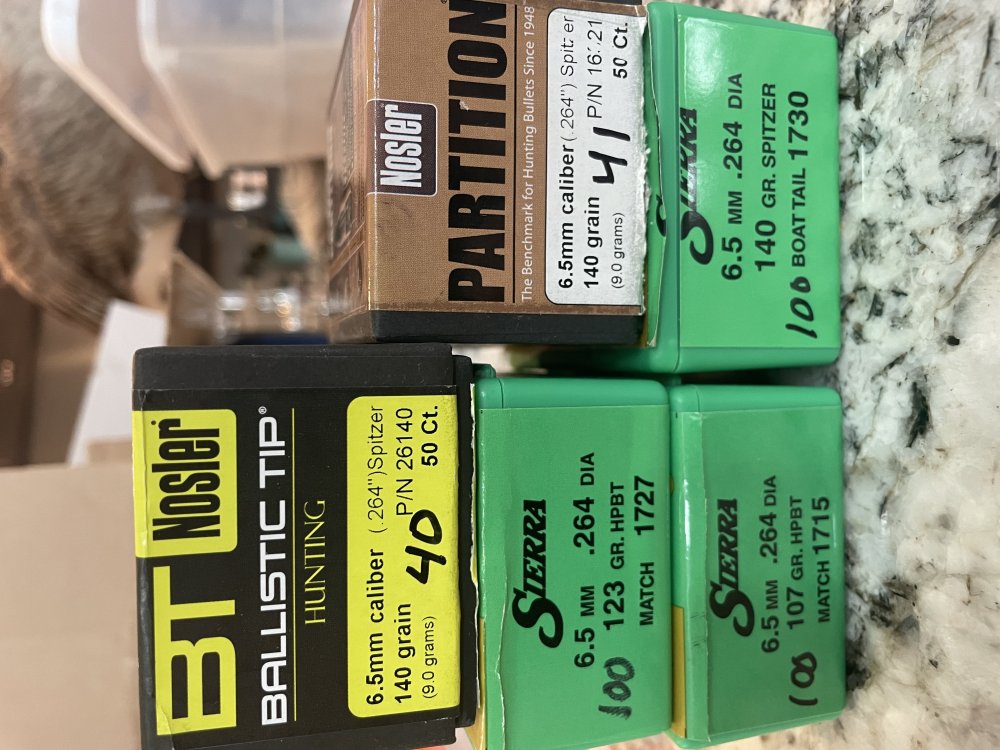 BT Nosler
BALLISTIC TIP®
HUNTING
6.5mm caliber (.264") Spitzer
140 grain P/N 26140
40
(9.0 grams) 50 Ct.
Nosler
PARTITION
The Benchmark for Hunting Bullets Since 1948
6.5mm caliber (.264") Spitzer
140 grain 41 P/N
(9.0 grams) 50 Ct.
SIERRA
6.5 MM .264 DIA
123 GR. HPBT
100 MATCH 1727
SIERRA
6.5 MM .264 DIA
140 GR. SPITZER
100 BOAT TAIL 1730
SIERRA
6.5 MM .264 DIA
107 GR. HPBT
MATCH 1715